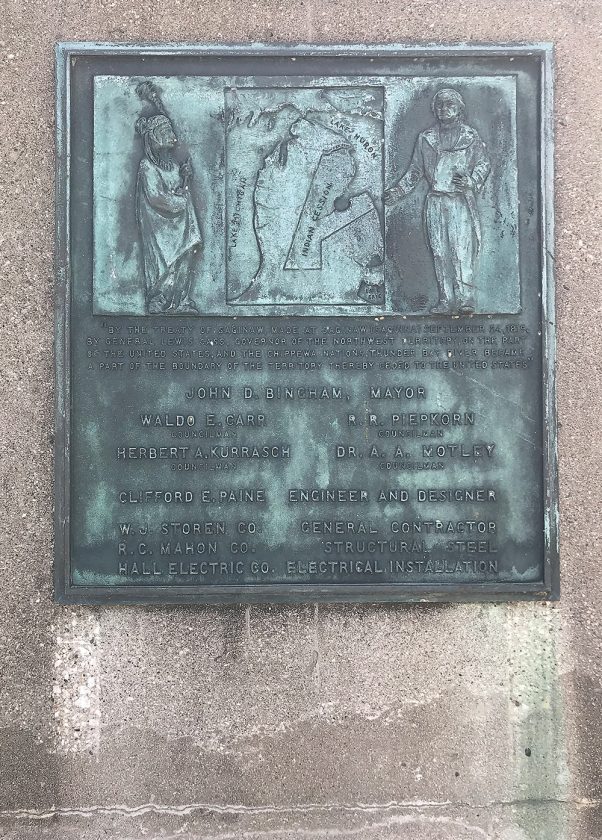 LAKE HURON
LAKE MICHIGAN
INDIAN CESSION
"BY THE TREATY OF SAGINAW, MADE AT SAGINAW SEPTEMBER 24, 1819,
BY GENERAL LEWIS CASS, GOVERNOR OF THE NORTHWEST TERRITORY, ON THE PART
OF THE UNITED STATES, AND THE CHIPPEWA NATIONS, THUNDER BAY RIVER BECAME
A PART OF THE BOUNDARY OF THE TERRITORY THEREBY CEDED TO THE UNITED STATES"
JOHN D. BINGHAM, MAYOR
WALDO E. CARR R. R. PIEPKORN
COUNCILMAN COUNCILMAN
HERBERT A. KURRASCH DR. A. A. MOTLEY
COUNCILMAN COUNCILMAN
CLIFFORD E. PAINE ENGINEER AND DESIGNER
W. J. STOREN CO. GENERAL CONTRACTOR
R. C. MAHON CO. STRUCTURAL STEEL
HALL ELECTRIC CO. ELECTRICAL INSTALLATION